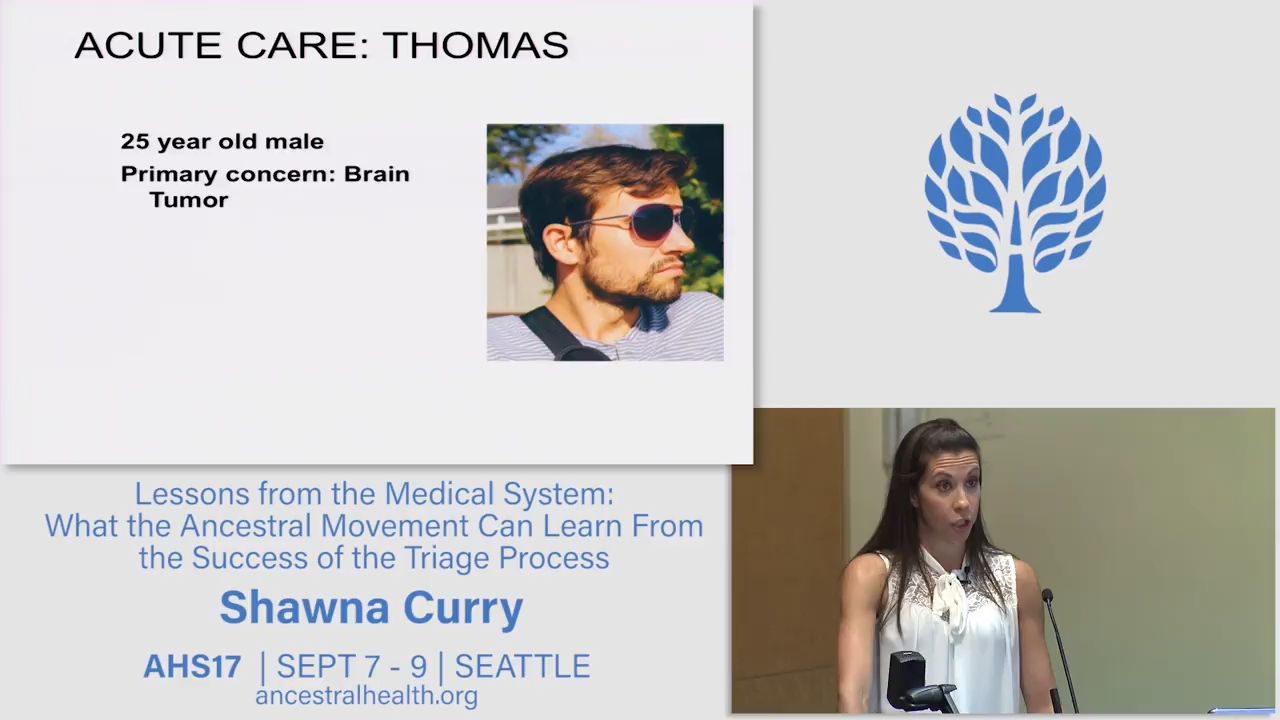 ACUTE CARE: THOMAS
25 year old male
Primary concern: Brain
Tumor
Lessons from the Medical System:
What the Ancestral Movement Can Learn From
the Success of the Triage Process
Shawna Curry
AHS17 | SEPT 7 - 9 | SEATTLE
ancestralhealth.org